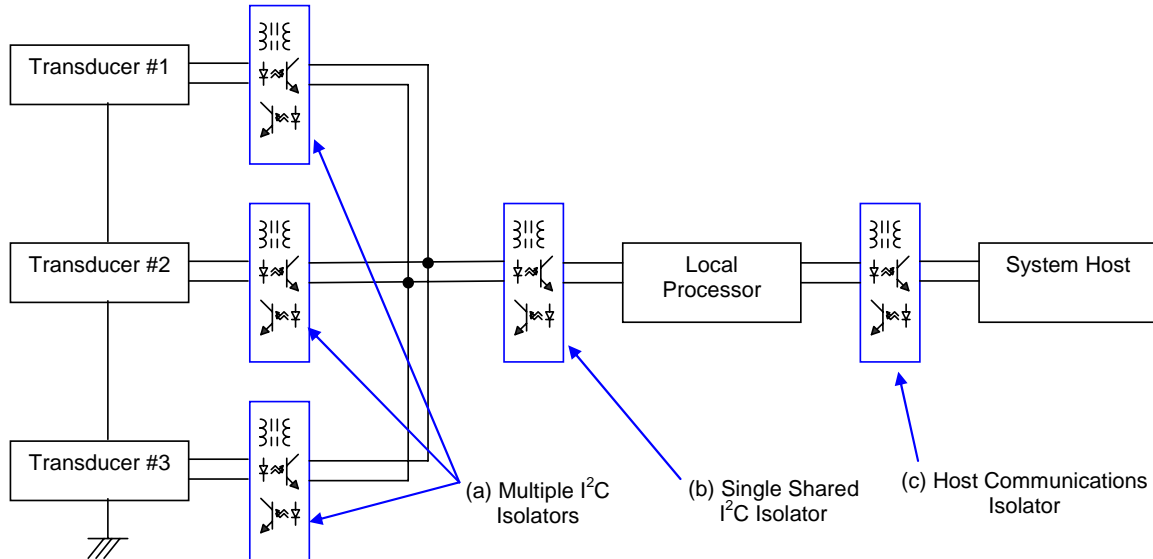 Transducer #1
Transducer #2
Local
Processor
System Host
Transducer #3
(a) Multiple I²C
Isolators
(b) Single Shared
I²C Isolator
(c) Host Communications
Isolator